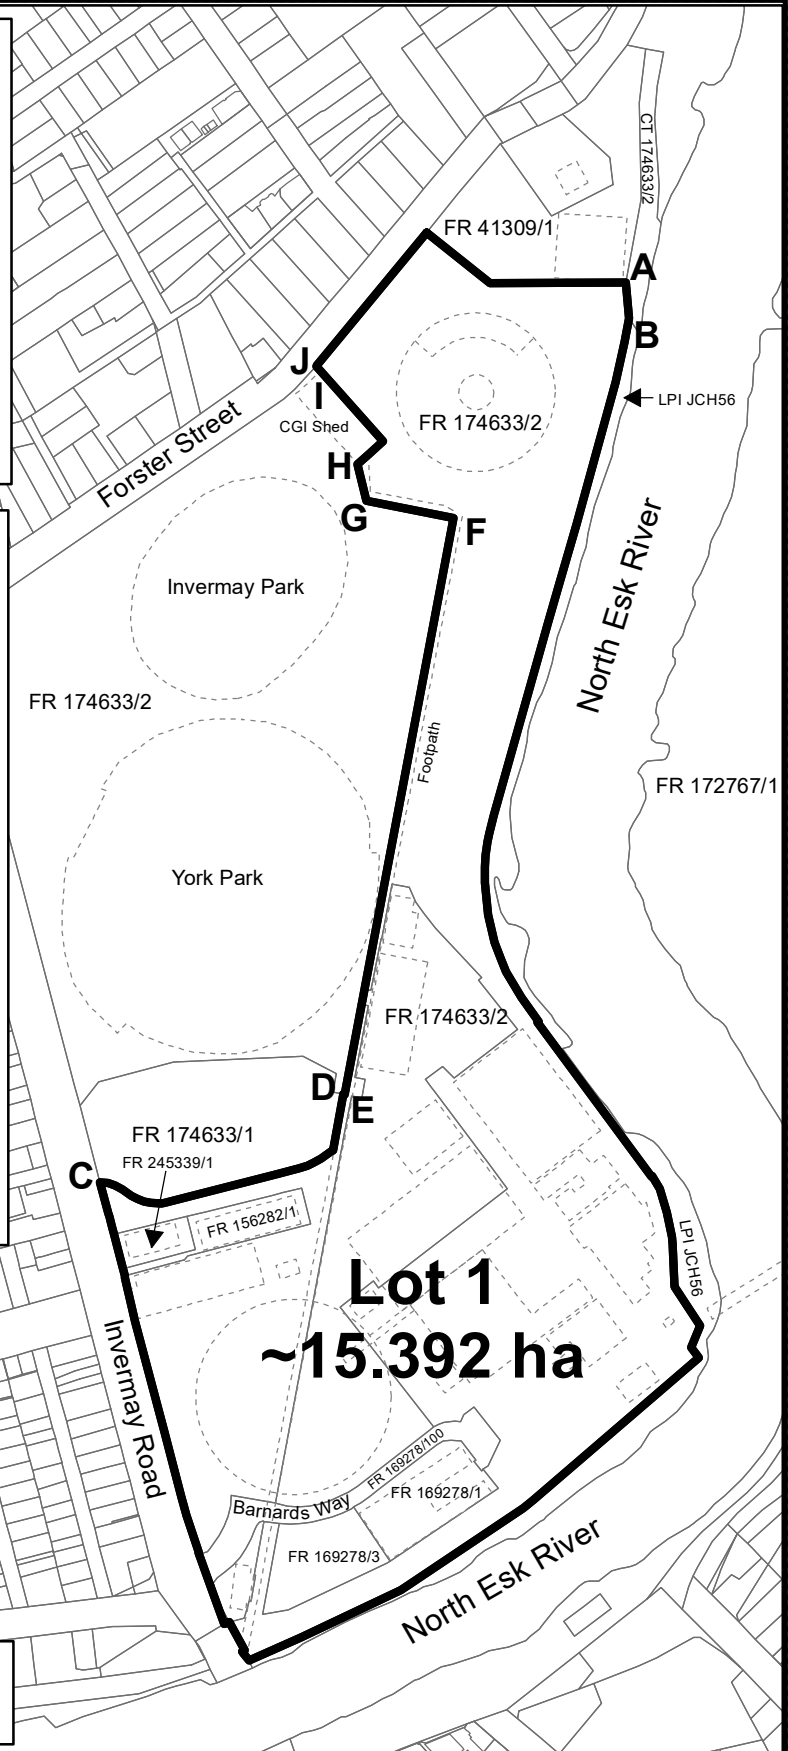 CT 174633/2
FR 41309/1
A
B
J
I
LPI JCH56
CGI Shed
FR 174633/2
Forster Street
H
G
F
North Esk River
Invermay Park
FR 174633/2
Footpath
FR 172767/1
York Park
FR 174633/2
D
E
FR 174633/1
FR 245339/1
C
FR 156282/1
LPI JCH56
Lot 1
~15.392 ha
Invermay Road
FR 169278/100
FR 169278/1
Barnards Way
FR 169278/3
North Esk River